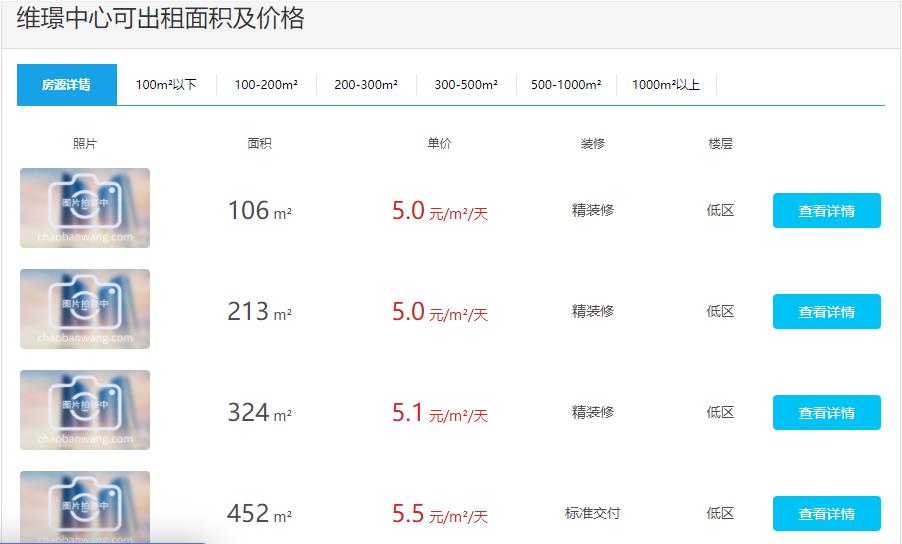 维璟中心可出租面积及价格
房源详情 100m²以下 100-200m² 200-300m² 300-500m² 500-1000m² 1000m²以上
照片 面积 单价 装修 楼层
图片拍摄中
chaobanwang.com
106 m² 5.0 元/m²/天 精装修 低区 查看详情
图片拍摄中
chaobanwang.com
213 m² 5.0 元/m²/天 精装修 低区 查看详情
图片拍摄中
chaobanwang.com
324 m² 5.1 元/m²/天 精装修 低区 查看详情
图片拍摄中
chaobanwang.com
452 m² 5.5 元/m²/天 标准交付 低区 查看详情